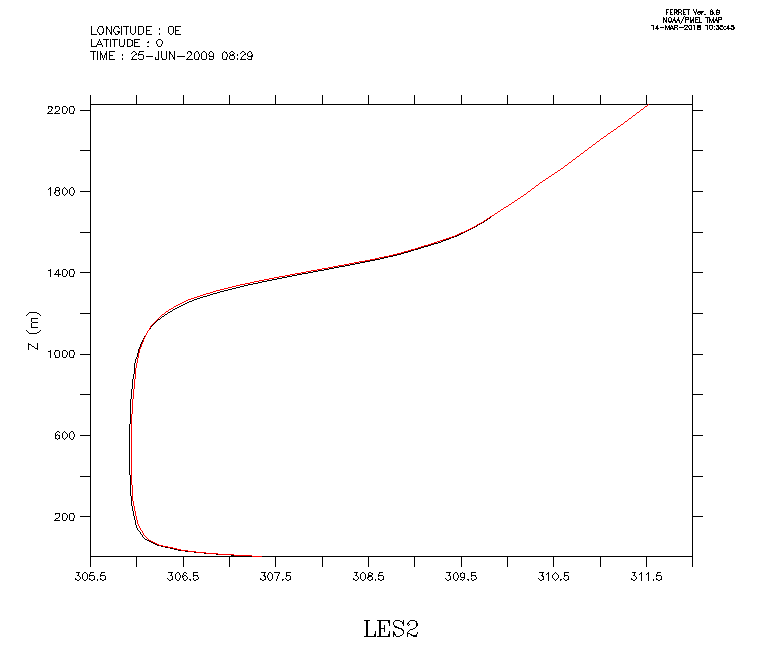 FERRET Ver. 6.9
NOAA/PMEL TMAP
14-MAR-2018 10:35:45
LONGITUDE : 0E
LATITUDE : 0
TIME : 25-JUN-2009 08:29
2200
1800
1400
1000
600
200
Z (m)
305.5 306.5 307.5 308.5 309.5 310.5 311.5
LES2